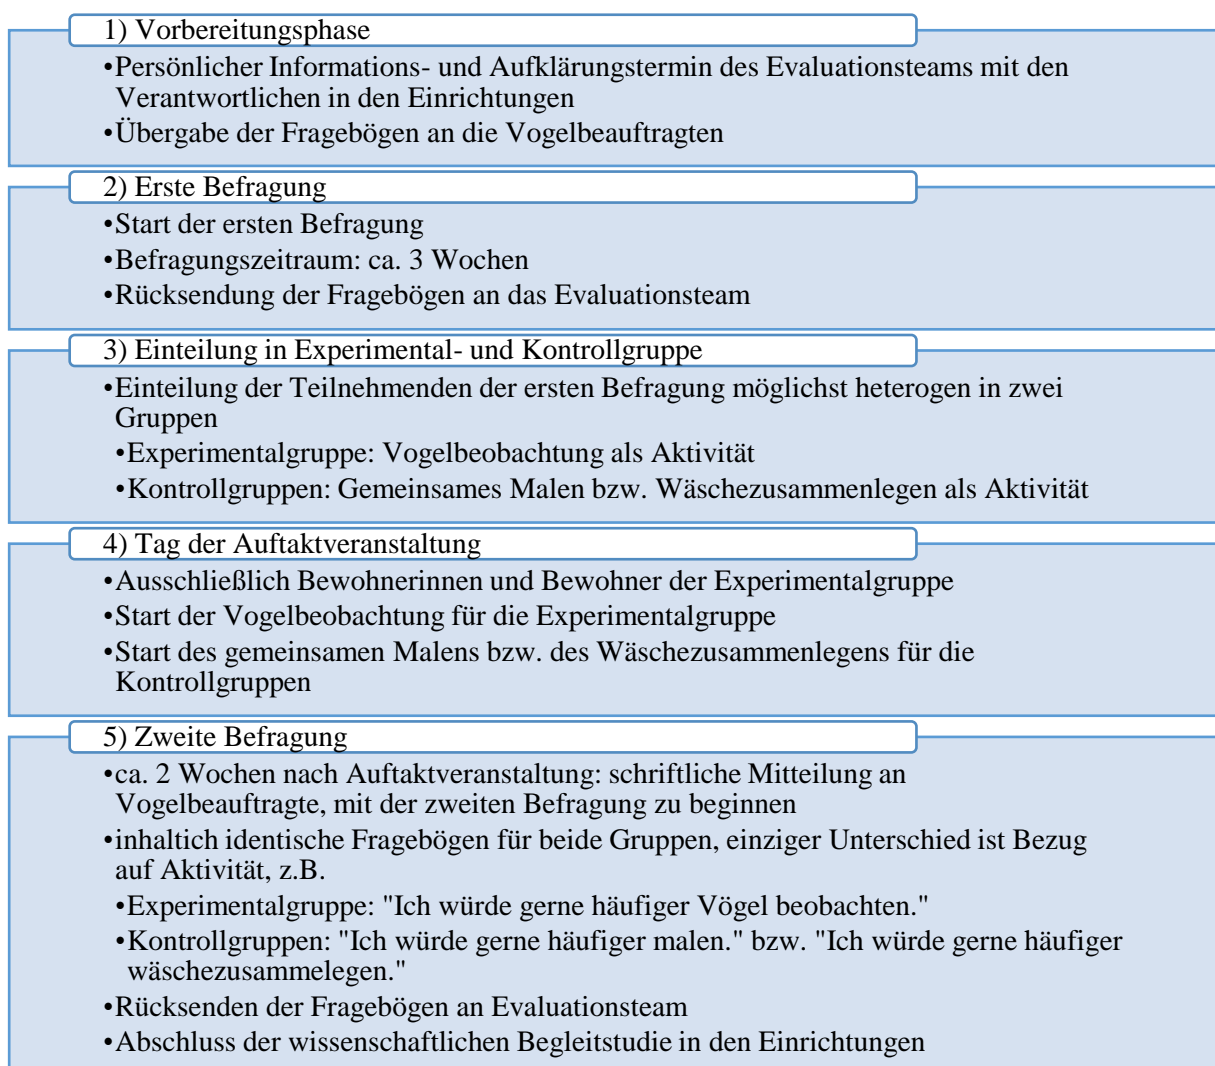 1) Vorbereitungsphase
•Persönlicher Informations- und Aufklärungstermin des Evaluationsteams mit den
Verantwortlichen in den Einrichtungen
•Übergabe der Fragebögen an die Vogelbeauftragten
2) Erste Befragung
•Start der ersten Befragung
•Befragungszeitraum: ca. 3 Wochen
•Rücksendung der Fragebögen an das Evaluationsteam
3) Einteilung in Experimental- und Kontrollgruppe
•Einteilung der Teilnehmenden der ersten Befragung möglichst heterogen in zwei
Gruppen
•Experimentalgruppe: Vogelbeobachtung als Aktivität
•Kontrollgruppen: Gemeinsames Malen bzw. Wäschezusammenlegen als Aktivität
4) Tag der Auftaktveranstaltung
•Ausschließlich Bewohnerinnen und Bewohner der Experimentalgruppe
•Start der Vogelbeobachtung für die Experimentalgruppe
•Start des gemeinsamen Malens bzw. des Wäschezusammenlegens für die
Kontrollgruppen
5) Zweite Befragung
•ca. 2 Wochen nach Auftaktveranstaltung: schriftliche Mitteilung an
Vogelbeauftragte, mit der zweiten Befragung zu beginnen
•inhaltich identische Fragebögen für beide Gruppen, einziger Unterschied ist Bezug
auf Aktivität, z.B.
•Experimentalgruppe: "Ich würde gerne häufiger Vögel beobachten."
•Kontrollgruppen: "Ich würde gerne häufiger malen." bzw. "Ich würde gerne häufiger
wäschezusammelegen."
•Rücksenden der Fragebögen an Evaluationsteam
•Abschluss der wissenschaftlichen Begleitstudie in den Einrichtungen